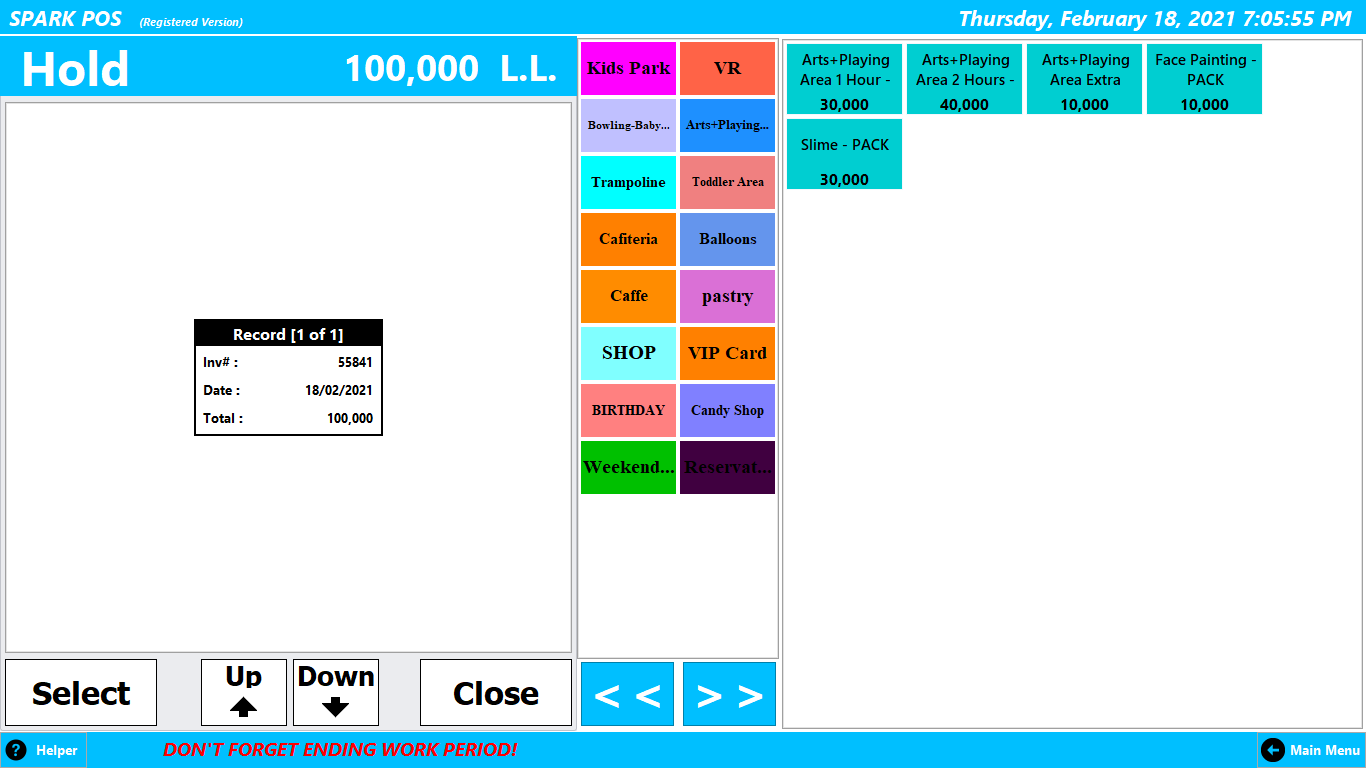 SPARK POS (Registered Version)
Thursday, February 18, 2021 7:05:55 PM
Hold 100,000 L.L.
Record [1 of 1]
Inv# : 55841
Date : 18/02/2021
Total : 100,000
Select
Up
Down
Close
Kids Park
VR
Bowling-Baby...
Arts+Playing...
Trampoline
Toddler Area
Cafiteria
Balloons
Caffe
pastry
SHOP
VIP Card
BIRTHDAY
Candy Shop
Weekend...
Reservat...
< <
> >
Arts+Playing
Area 1 Hour -
30,000
Arts+Playing
Area 2 Hours -
40,000
Arts+Playing
Area Extra
10,000
Face Painting -
PACK
10,000
Slime - PACK
30,000
? Helper
DON'T FORGET ENDING WORK PERIOD!
Main Menu